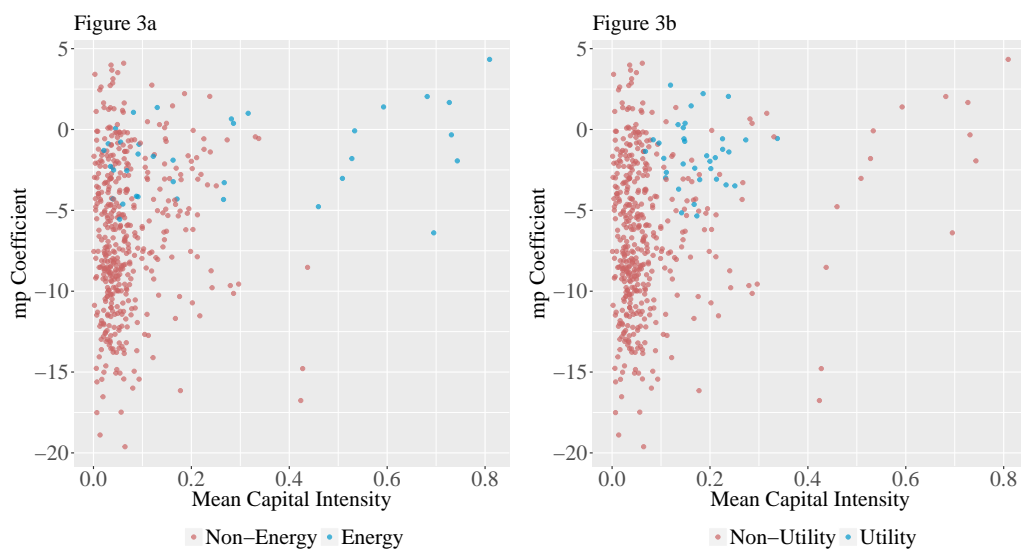 Figure 3a
Figure 3b
mp Coefficient
5
0
−5
−10
−15
−20
0.0 0.2 0.4 0.6 0.8
Mean Capital Intensity
Non−Energy Energy
mp Coefficient
5
0
−5
−10
−15
−20
0.0 0.2 0.4 0.6 0.8
Mean Capital Intensity
Non−Utility Utility